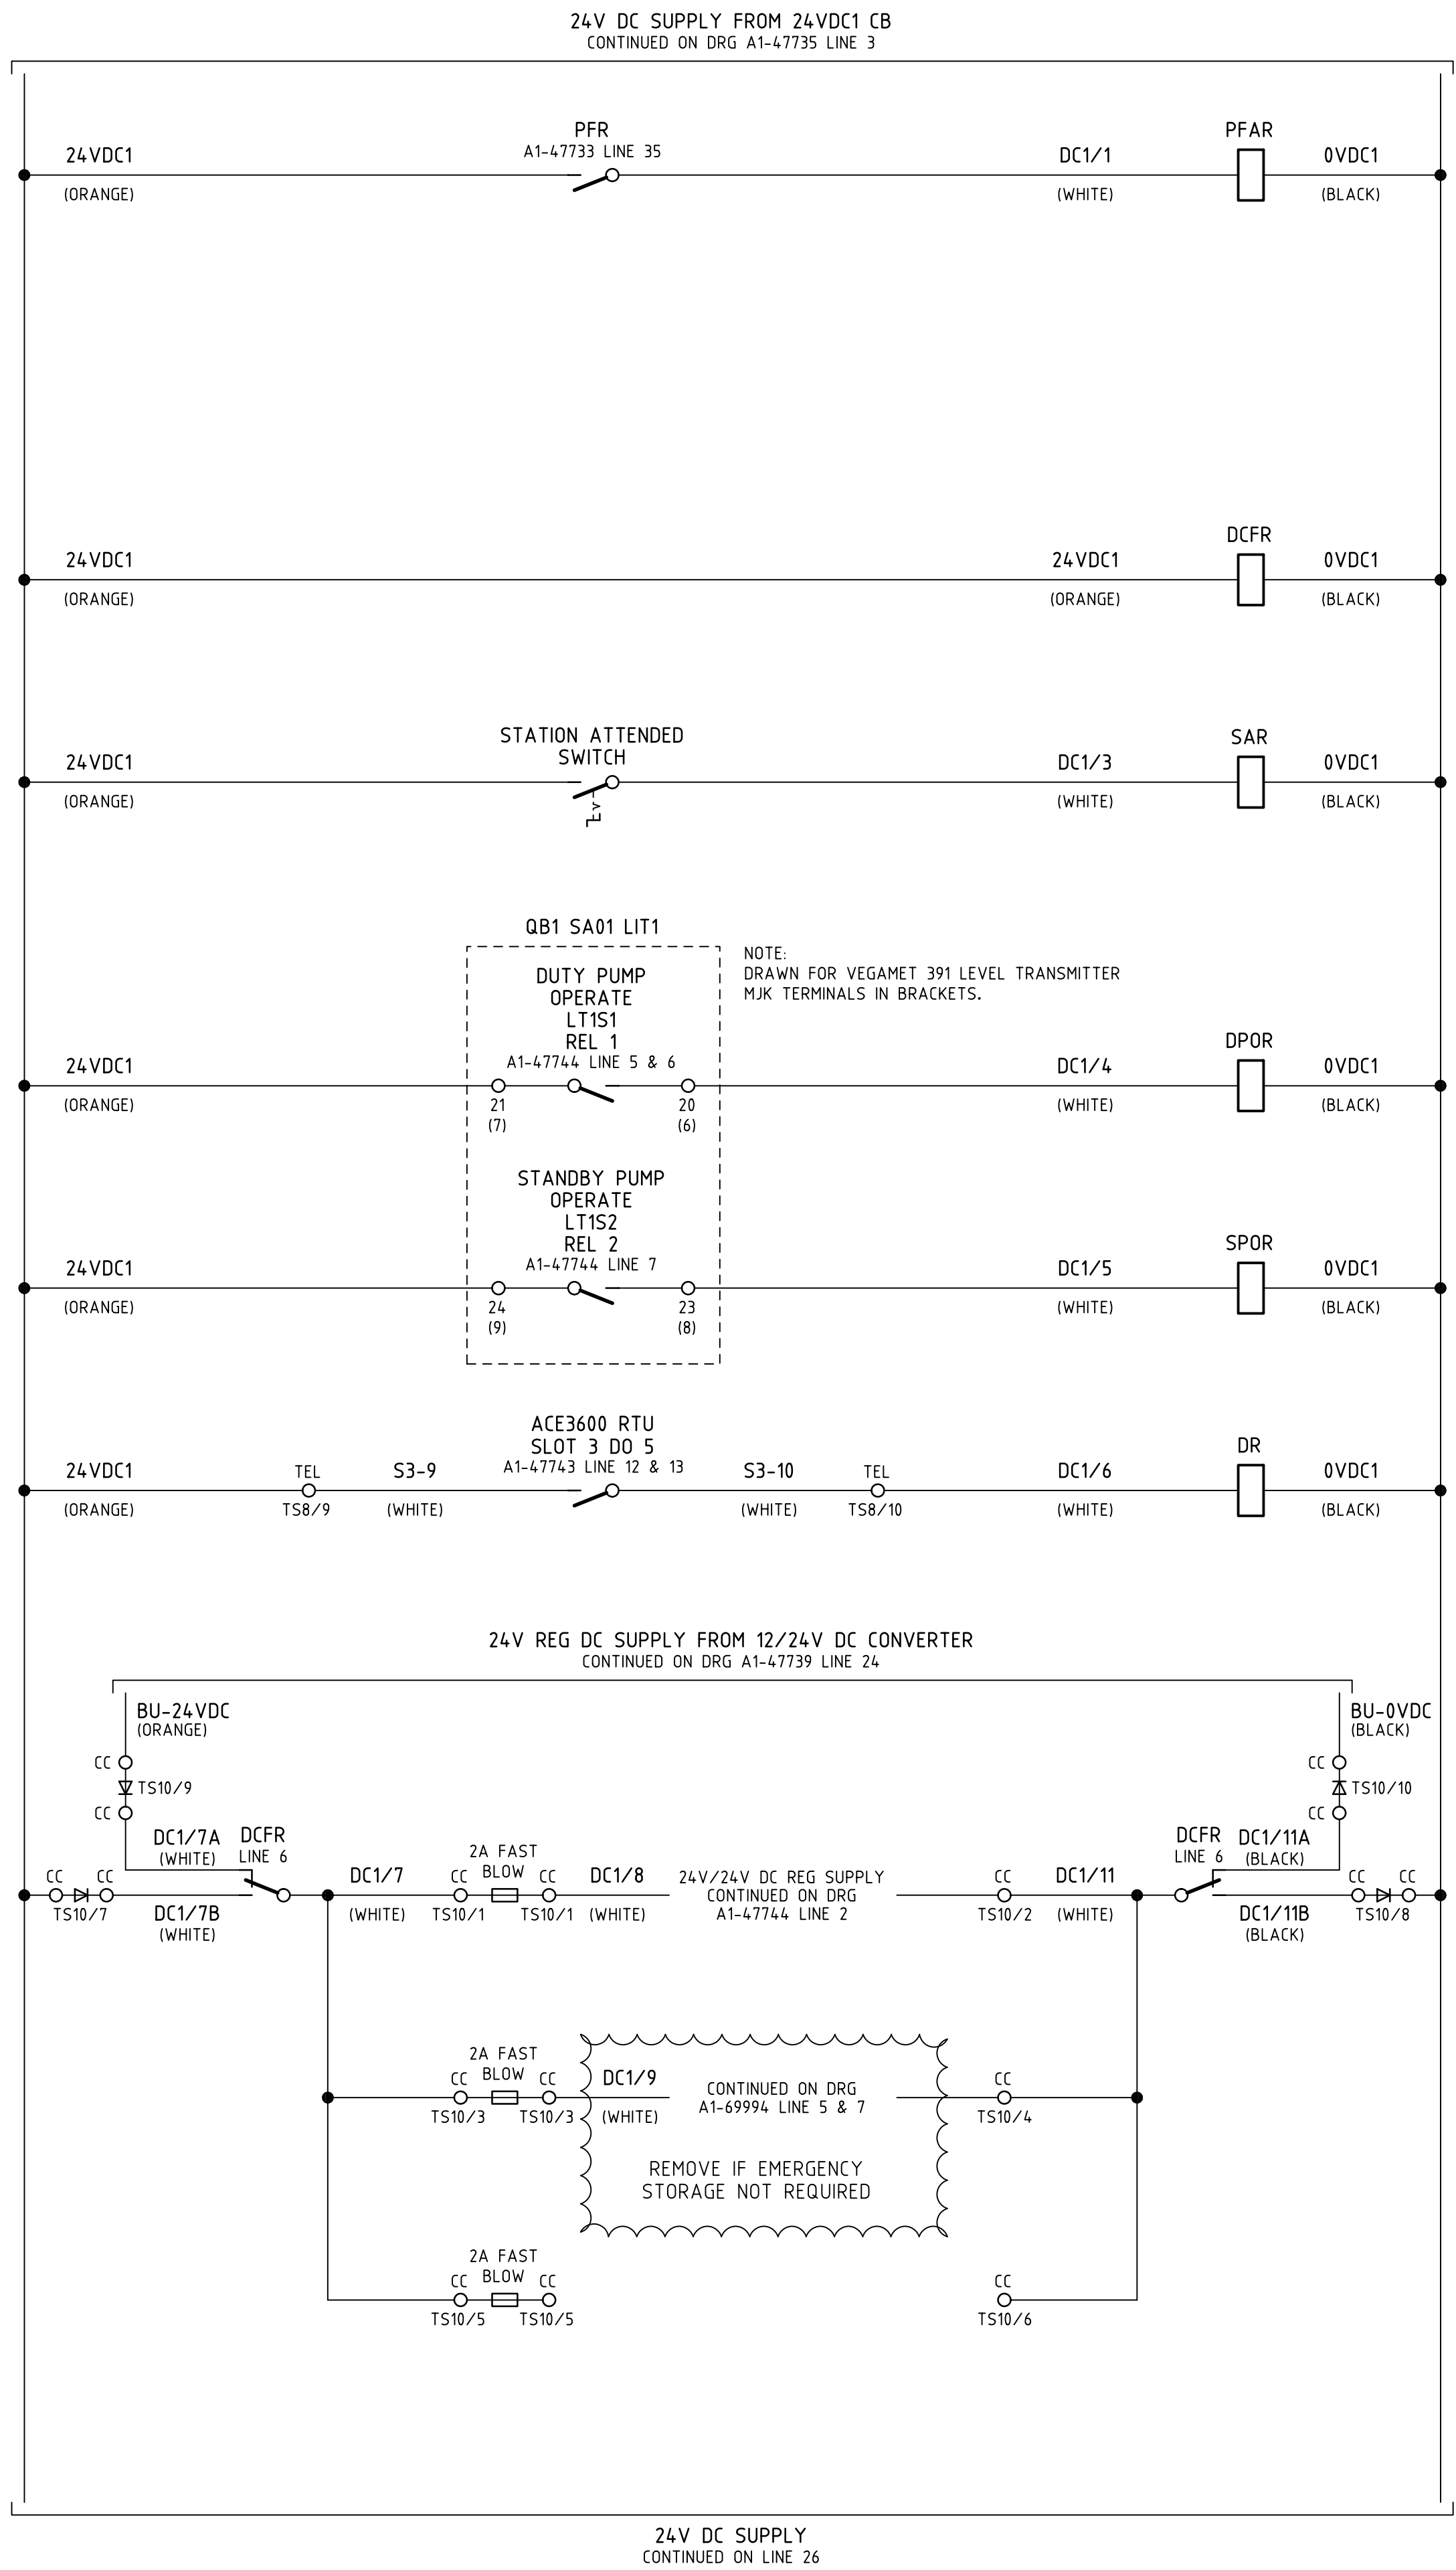 24V DC SUPPLY FROM 24VDC1 CB
CONTINUED ON DRG A1-47735 LINE 3
PFR
A1-47733 LINE 35
PFAR
24VDC1
DC1/1
0VDC1
(ORANGE)
(WHITE)
(BLACK)
DCFR
24VDC1
24VDC1
0VDC1
(ORANGE)
(ORANGE)
(BLACK)
STATION ATTENDED
SWITCH
SAR
24VDC1
DC1/3
0VDC1
(ORANGE)
(WHITE)
(BLACK)
QB1 SA01 LIT1
NOTE:
DRAWN FOR VEGAMET 391 LEVEL TRANSMITTER
MJK TERMINALS IN BRACKETS.
DUTY PUMP
OPERATE
LT1S1
REL 1
A1-47744 LINE 5 & 6
DPOR
24VDC1
DC1/4
0VDC1
(ORANGE)
21
(7)
20
(6)
(WHITE)
(BLACK)
STANDBY PUMP
OPERATE
LT1S2
REL 2
A1-47744 LINE 7
SPOR
24VDC1
DC1/5
0VDC1
(ORANGE)
24
(9)
23
(8)
(WHITE)
(BLACK)
ACE3600 RTU
SLOT 3 DO 5
A1-47743 LINE 12 & 13
DR
24VDC1
TEL
S3-9
S3-10
TEL
DC1/6
0VDC1
(ORANGE)
TS8/9
(WHITE)
(WHITE)
TS8/10
(WHITE)
(BLACK)
24V REG DC SUPPLY FROM 12/24V DC CONVERTER
CONTINUED ON DRG A1-47739 LINE 24
BU-24VDC
(ORANGE)
BU-0VDC
(BLACK)
CC
TS10/9
CC
CC
TS10/10
CC
DC1/7A
(WHITE)
DCFR
LINE 6
DCFR
LINE 6
DC1/11A
(BLACK)
CC
CC
TS10/7
DC1/7B
(WHITE)
DC1/7
(WHITE)
2A FAST
BLOW
CC
CC
TS10/1
TS10/1
DC1/8
(WHITE)
24V/24V DC REG SUPPLY
CONTINUED ON DRG
A1-47744 LINE 2
CC
TS10/2
DC1/11
(WHITE)
DC1/11B
(BLACK)
CC
CC
TS10/8
2A FAST
BLOW
CC
CC
TS10/3
TS10/3
DC1/9
(WHITE)
CONTINUED ON DRG
A1-69994 LINE 5 & 7
CC
TS10/4
REMOVE IF EMERGENCY
STORAGE NOT REQUIRED
2A FAST
BLOW
CC
CC
TS10/5
TS10/5
CC
TS10/6
24V DC SUPPLY
CONTINUED ON LINE 26